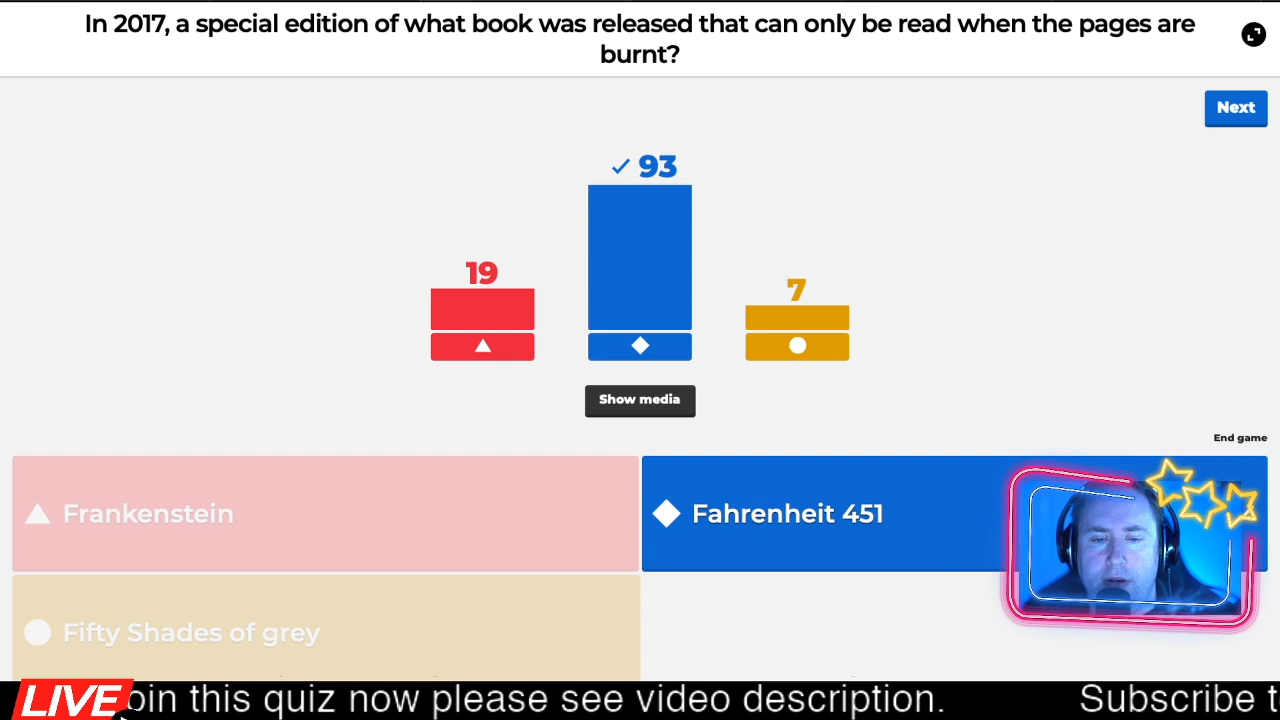 In 2017, a special edition of what book was released that can only be read when the pages are
burnt?
Next
93
19
7
Show media
End game
Frankenstein
Fahrenheit 451
Fifty Shades of grey
LIVE oin this quiz now please see video description. Subscribe t